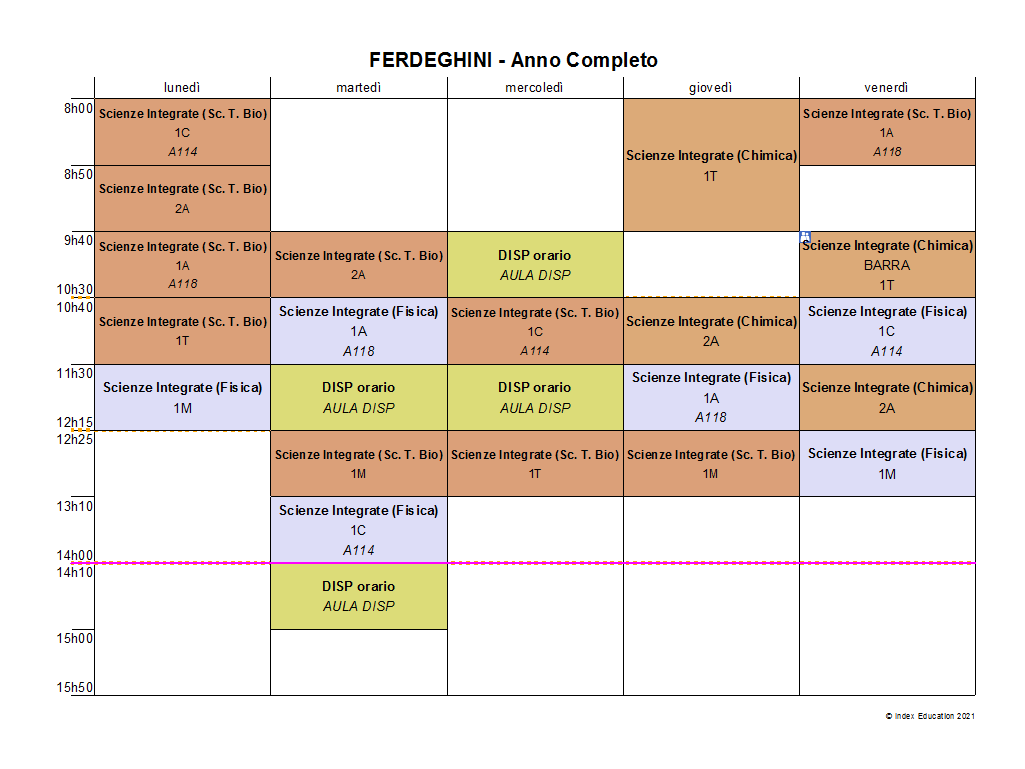 FERDEGHINI - Anno Completo
lunedì martedì mercoledì giovedì venerdì
8h00
Scienze Integrate (Sc. T. Bio)
1C
A114
Scienze Integrate (Chimica)
1T
Scienze Integrate (Sc. T. Bio)
1A
A118
8h50
Scienze Integrate (Sc. T. Bio)
2A
9h40
Scienze Integrate (Sc. T. Bio)
1A
A118
Scienze Integrate (Sc. T. Bio)
2A
DISP orario
AULA DISP
Scienze Integrate (Chimica)
BARRA
1T
10h30
10h40
Scienze Integrate (Sc. T. Bio)
1T
Scienze Integrate (Fisica)
1A
A118
Scienze Integrate (Sc. T. Bio)
1C
A114
Scienze Integrate (Chimica)
2A
Scienze Integrate (Fisica)
1C
A114
11h30
Scienze Integrate (Fisica)
1M
DISP orario
AULA DISP
DISP orario
AULA DISP
Scienze Integrate (Fisica)
1A
A118
Scienze Integrate (Chimica)
2A
12h15
12h25
Scienze Integrate (Sc. T. Bio)
1M
Scienze Integrate (Sc. T. Bio)
1T
Scienze Integrate (Sc. T. Bio)
1M
Scienze Integrate (Fisica)
1M
13h10
Scienze Integrate (Fisica)
1C
A114
14h00
14h10
DISP orario
AULA DISP
15h00
15h50
© Index Education 2021